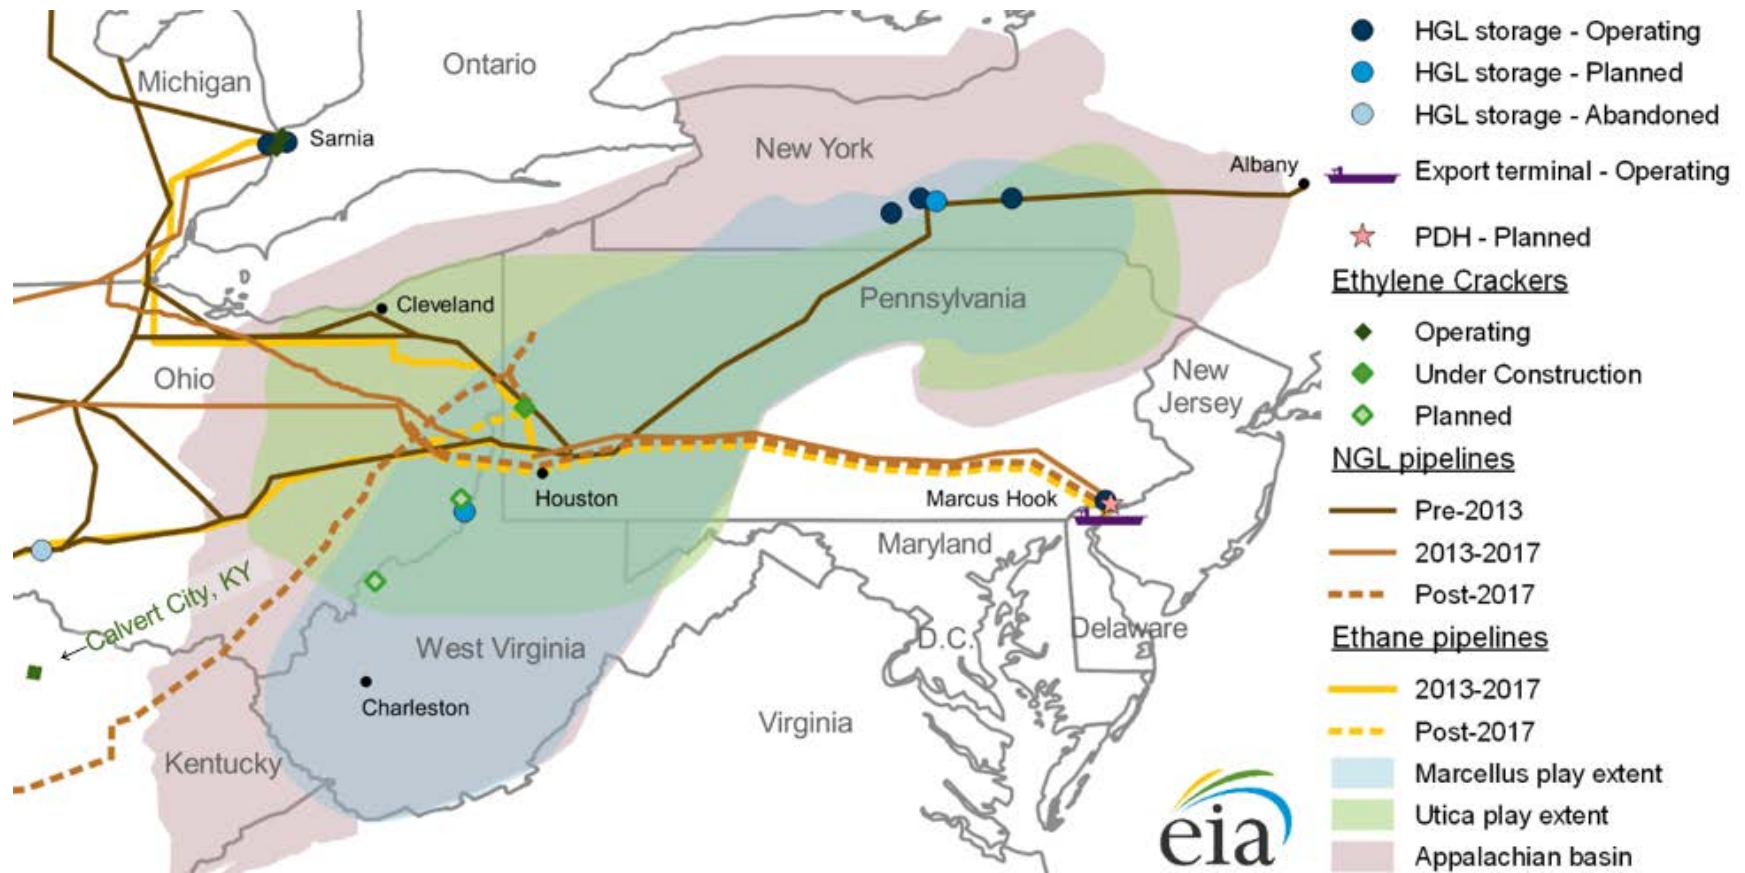 Michigan
Ontario
Sarnia
New York
Albany
Cleveland
Pennsylvania
Ohio
New
Jersey
Houston
Marcus Hook
Maryland
Calvert City, KY
D.C.
Delaware
West Virginia
Charleston
Virginia
Kentucky
eia
HGL storage - Operating
HGL storage - Planned
HGL storage - Abandoned
Export terminal - Operating
PDH - Planned
Ethylene Crackers
Operating
Under Construction
Planned
NGL pipelines
Pre-2013
2013-2017
Post-2017
Ethane pipelines
2013-2017
Post-2017
Marcellus play extent
Utica play extent
Appalachian basin